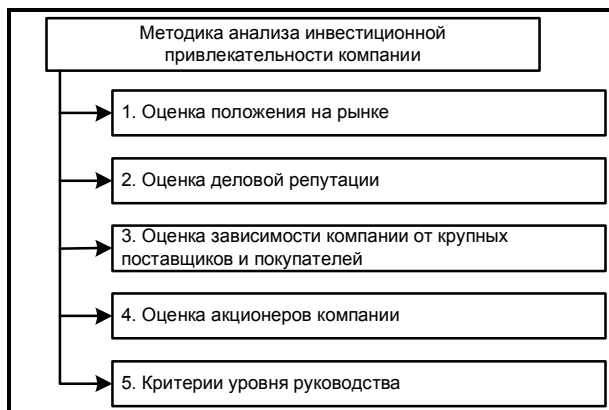 Методика анализа инвестиционной
привлекательности компании
1. Оценка положения на рынке
2. Оценка деловой репутации
3. Оценка зависимости компании от крупных
поставщиков и покупателей
4. Оценка акционеров компании
5. Критерии уровня руководства